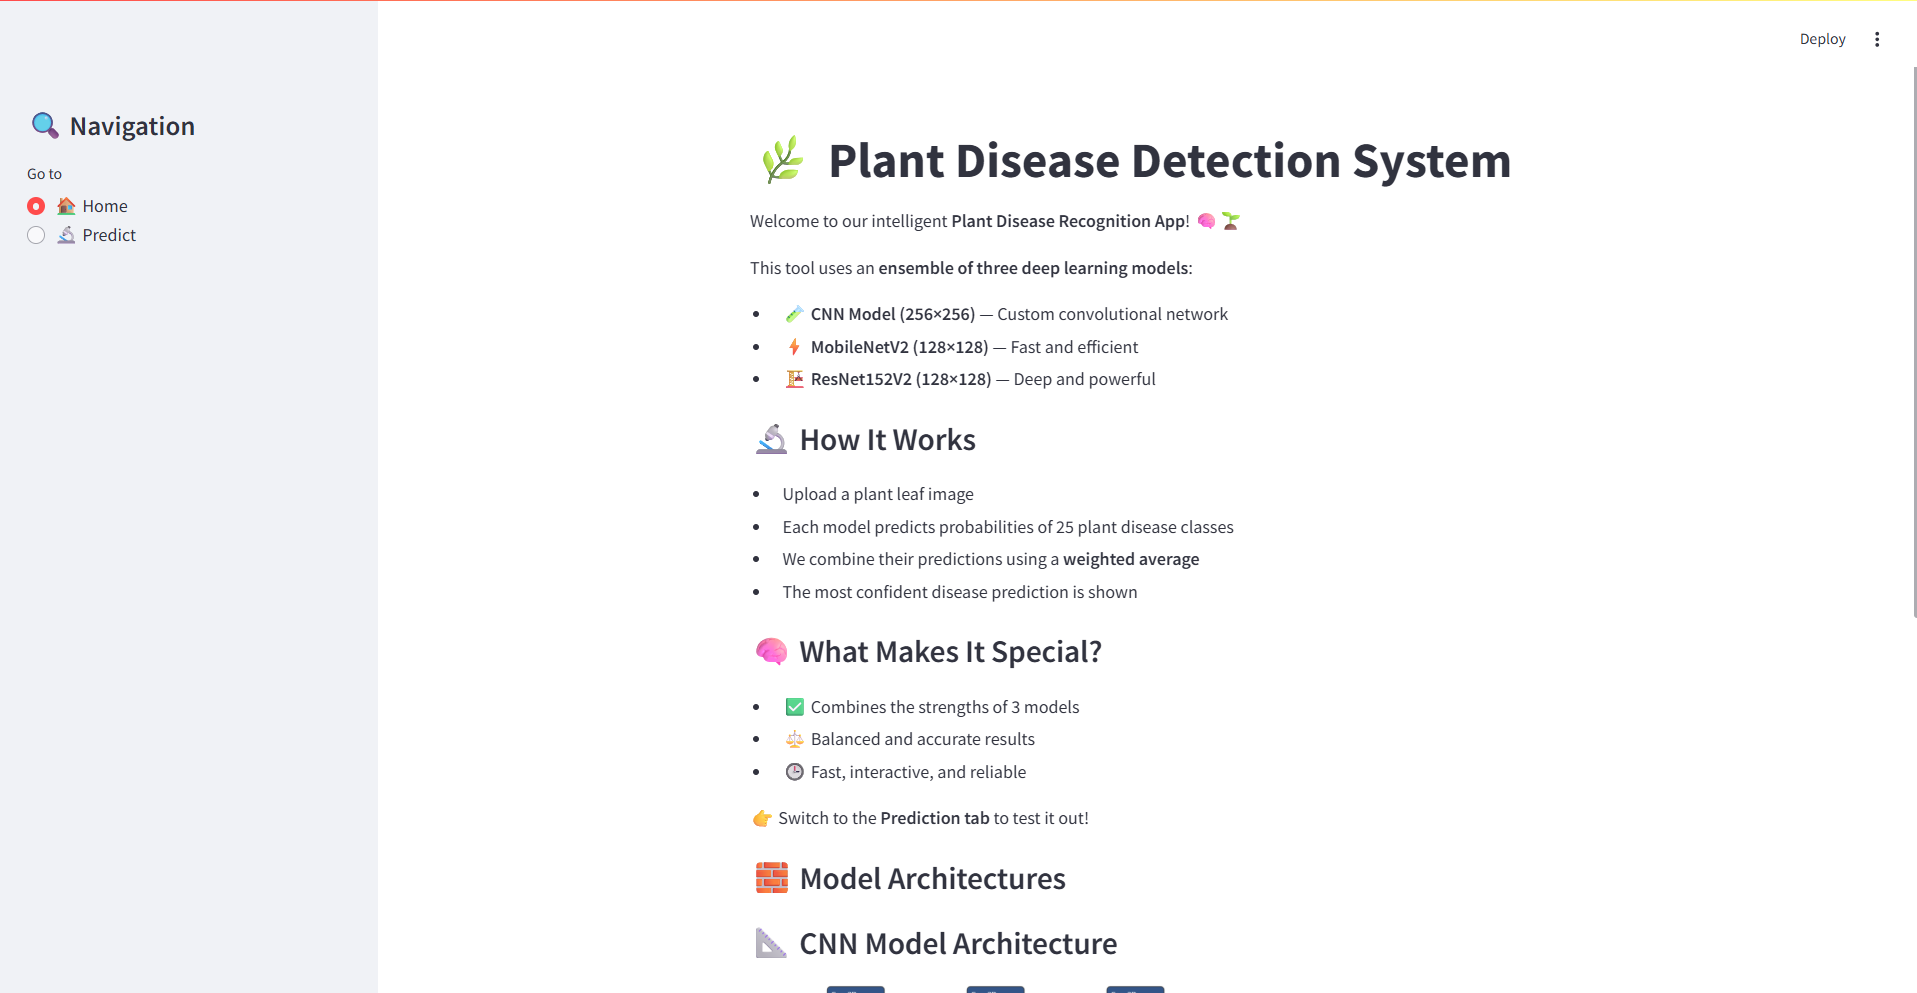 Deploy
Navigation
Go to
Home
Predict
Plant Disease Detection System
Welcome to our intelligent Plant Disease Recognition App!
This tool uses an ensemble of three deep learning models:
• CNN Model (256×256) — Custom convolutional network
• MobileNetV2 (128×128) — Fast and efficient
• ResNet152V2 (128×128) — Deep and powerful
How It Works
• Upload a plant leaf image
• Each model predicts probabilities of 25 plant disease classes
• We combine their predictions using a weighted average
• The most confident disease prediction is shown
What Makes It Special?
• Combines the strengths of 3 models
• Balanced and accurate results
• Fast, interactive, and reliable
Switch to the Prediction tab to test it out!
Model Architectures
CNN Model Architecture